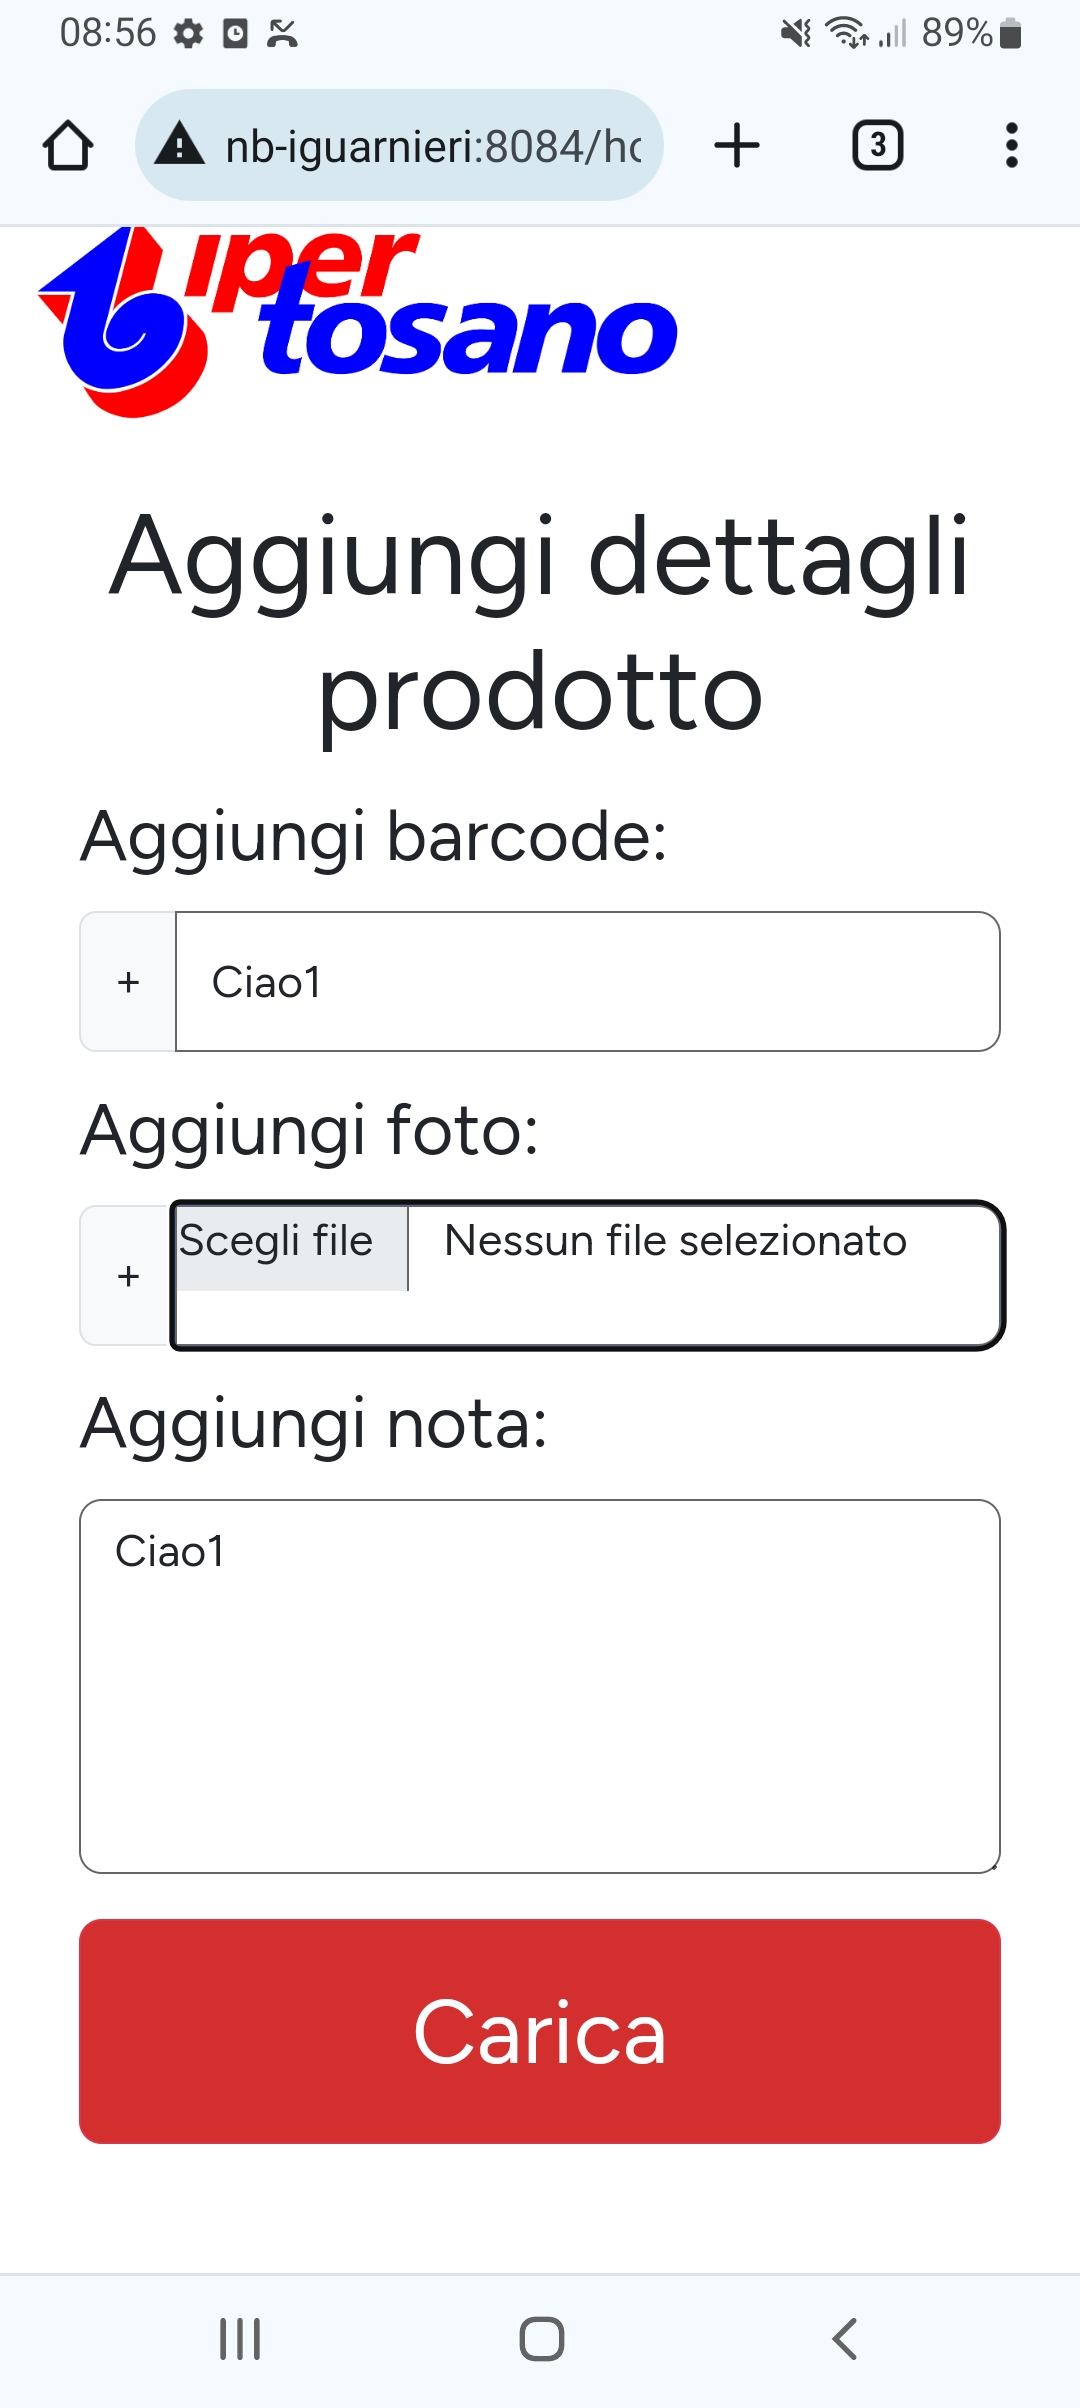 08:56 89%
nb-iguarnieri:8084/hc
3
iper
tosano
Aggiungi dettagli
prodotto
Aggiungi barcode:
+ Ciao1
Aggiungi foto:
+ Scegli file Nessun file selezionato
Aggiungi nota:
Ciao1
Carica